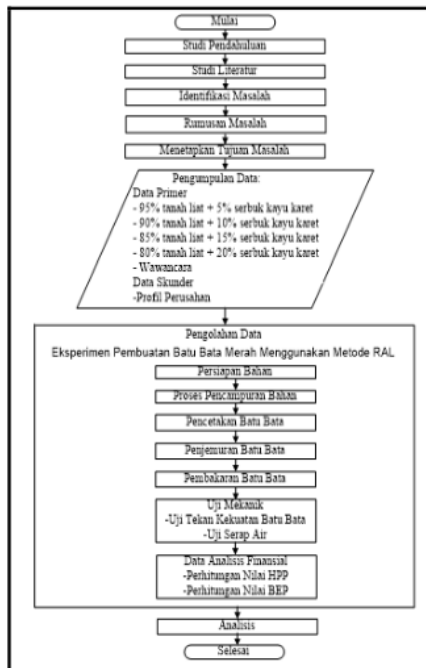 Mulai
Studi Pendahuluan
Studi Literatur
Identifikasi Masalah
Rumusan Masalah
Menetapkan Tujuan Masalah
Pengumpulan Data:
Data Primer
- 95% tanah liat + 5% serbuk kayu karet
- 90% tanah liat + 10% serbuk kayu karet
- 85% tanah liat + 15% serbuk kayu karet
- 80% tanah liat + 20% serbuk kayu karet
- Wawancara
Data Skunder
-Profil Perusahan
Pengolahan Data
Eksperimen Pembuatan Batu Bata Merah Menggunakan Metode RAL
Persiapan Bahan
Proses Pencampuran Bahan
Pencetakan Batu Bata
Penjemuran Batu Bata
Pembakaran Batu Bata
Uji Mekanik
-Uji Tekan Kekuatan Batu Bata
-Uji Serap Air
Data Analisis Finansial
-Perhitungan Nilai HPP
-Perhitungan Nilai BEP
Analisis
Selesai